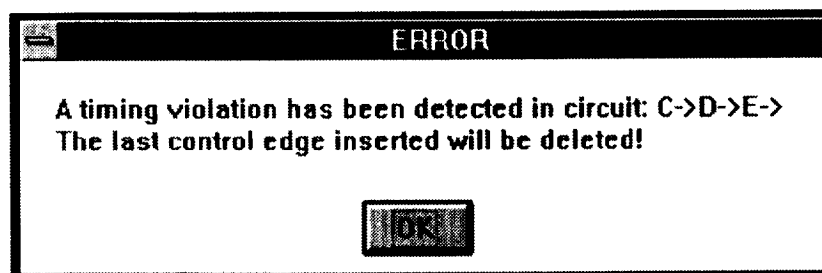 ERROR
A timing violation has been detected in circuit: C->D->E->
The last control edge inserted will be deleted!
OK